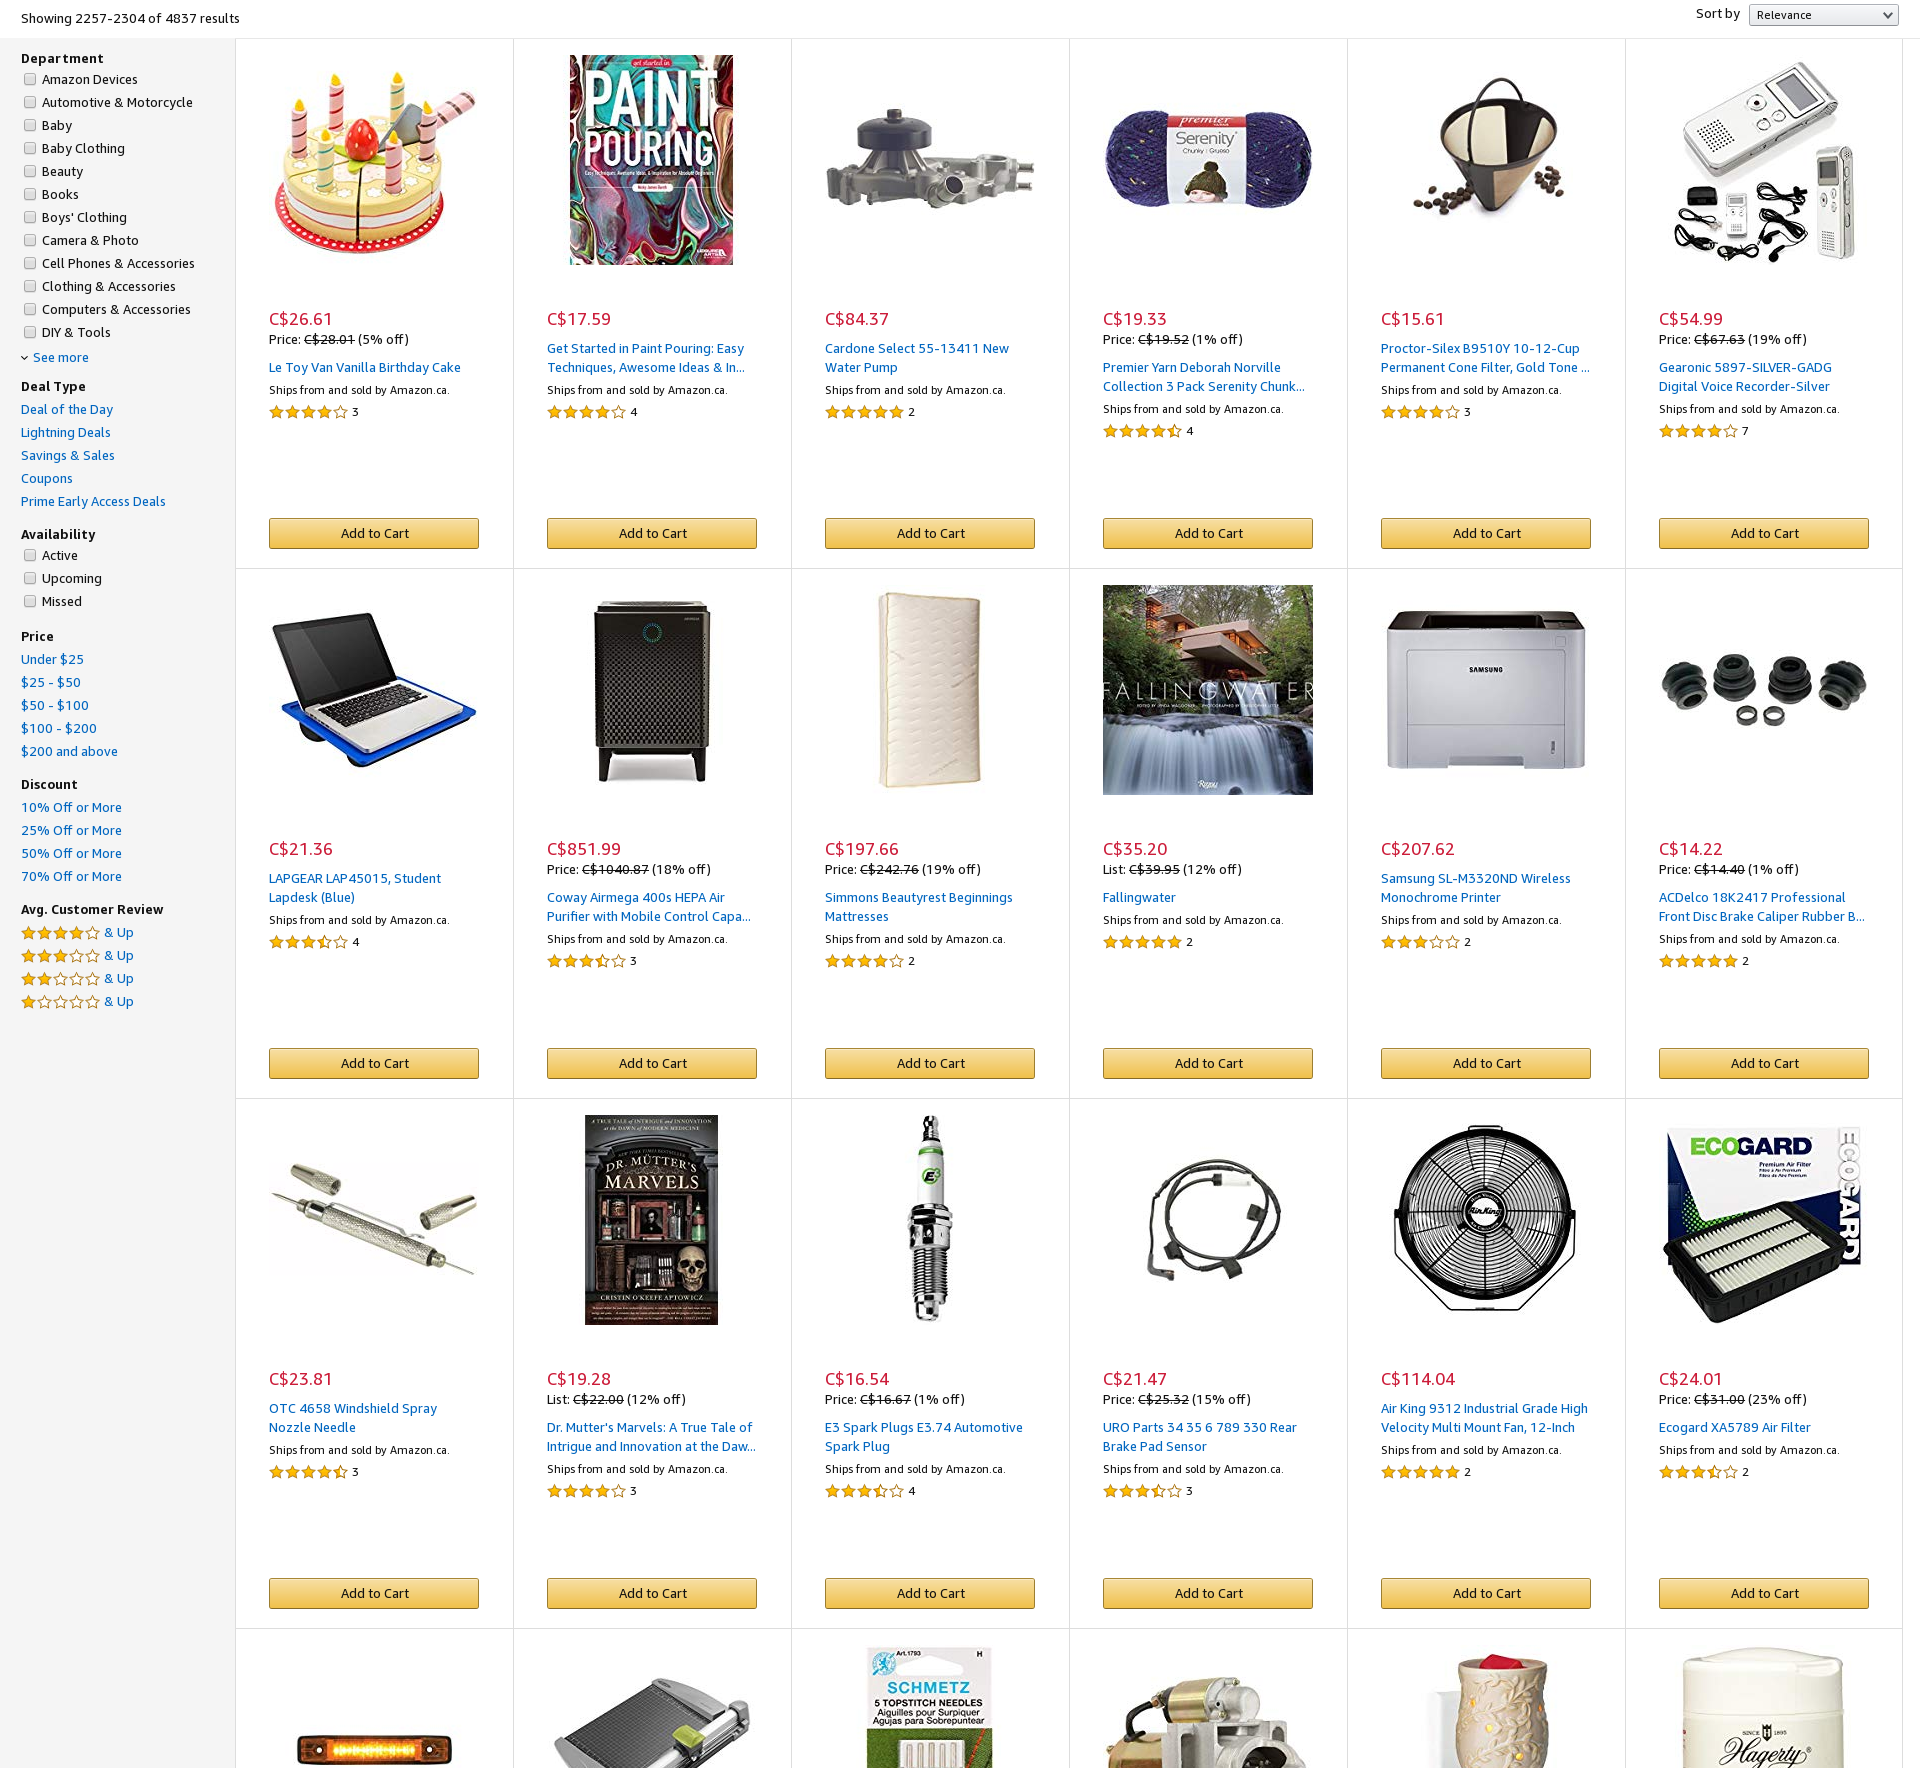 Showing 2257-2304 of 4837 results
Sort by
Relevance
Department
Amazon Devices
Automotive & Motorcycle
Baby
Baby Clothing
Beauty
Books
Boys' Clothing
Camera & Photo
Cell Phones & Accessories
Clothing & Accessories
Computers & Accessories
DIY & Tools
See more
Deal Type
Deal of the Day
Lightning Deals
Savings & Sales
Coupons
Prime Early Access Deals
Availability
Active
Upcoming
Missed
Price
Under $25
$25 - $50
$50 - $100
$100 - $200
$200 and above
Discount
10% Off or More
25% Off or More
50% Off or More
70% Off or More
Avg. Customer Review
& Up
& Up
& Up
& Up
C$26.61
Price: C$28.01 (5% off)
Le Toy Van Vanilla Birthday Cake
Ships from and sold by Amazon.ca.
3
Add to Cart
get started in
PAINT
POURING
C$17.59
Get Started in Paint Pouring: Easy
Techniques, Awesome Ideas & In...
Ships from and sold by Amazon.ca.
4
Add to Cart
C$84.37
Cardone Select 55-13411 New
Water Pump
Ships from and sold by Amazon.ca.
2
Add to Cart
premier
Serenity
Chunky | Grueso
C$19.33
Price: C$19.52 (1% off)
Premier Yarn Deborah Norville
Collection 3 Pack Serenity Chunk...
Ships from and sold by Amazon.ca.
4
Add to Cart
C$15.61
Proctor-Silex B9510Y 10-12-Cup
Permanent Cone Filter, Gold Tone ...
Ships from and sold by Amazon.ca.
3
Add to Cart
C$54.99
Price: C$67.63 (19% off)
Gearonic 5897-SILVER-GADG
Digital Voice Recorder-Silver
Ships from and sold by Amazon.ca.
7
Add to Cart
C$21.36
LAPGEAR LAP45015, Student
Lapdesk (Blue)
Ships from and sold by Amazon.ca.
4
Add to Cart
C$851.99
Price: C$1040.87 (18% off)
Coway Airmega 400s HEPA Air
Purifier with Mobile Control Capa...
Ships from and sold by Amazon.ca.
3
Add to Cart
C$197.66
Price: C$242.76 (19% off)
Simmons Beautyrest Beginnings
Mattresses
Ships from and sold by Amazon.ca.
2
Add to Cart
FALLINGWATER
Rizzoli
C$35.20
List: C$39.95 (12% off)
Fallingwater
Ships from and sold by Amazon.ca.
2
Add to Cart
SAMSUNG
C$207.62
Samsung SL-M3320ND Wireless
Monochrome Printer
Ships from and sold by Amazon.ca.
2
Add to Cart
C$14.22
Price: C$14.40 (1% off)
ACDelco 18K2417 Professional
Front Disc Brake Caliper Rubber B...
Ships from and sold by Amazon.ca.
2
Add to Cart
C$23.81
OTC 4658 Windshield Spray
Nozzle Needle
Ships from and sold by Amazon.ca.
3
Add to Cart
A TRUE TALE of INTRIGUE and INNOVATION
at the DAWN of MODERN MEDICINE
DR. MÜTTER'S
MARVELS
CRISTIN O'KEEFE APTOWICZ
C$19.28
List: C$22.00 (12% off)
Dr. Mutter's Marvels: A True Tale of
Intrigue and Innovation at the Daw...
Ships from and sold by Amazon.ca.
3
Add to Cart
E3
C$16.54
Price: C$16.67 (1% off)
E3 Spark Plugs E3.74 Automotive
Spark Plug
Ships from and sold by Amazon.ca.
4
Add to Cart
C$21.47
Price: C$25.32 (15% off)
URO Parts 34 35 6 789 330 Rear
Brake Pad Sensor
Ships from and sold by Amazon.ca.
3
Add to Cart
Air King
C$114.04
Air King 9312 Industrial Grade High
Velocity Multi Mount Fan, 12-Inch
Ships from and sold by Amazon.ca.
2
Add to Cart
ECOGARD
Premium Air Filter
ECOGARD
C$24.01
Price: C$31.00 (23% off)
Ecogard XA5789 Air Filter
Ships from and sold by Amazon.ca.
2
Add to Cart
Art.1793 H
SCHMETZ
5 TOPSTITCH NEEDLES
Aiguilles pour Surpiquer
Agujas para Sobrepuntear
SINCE 1895
Hagerty